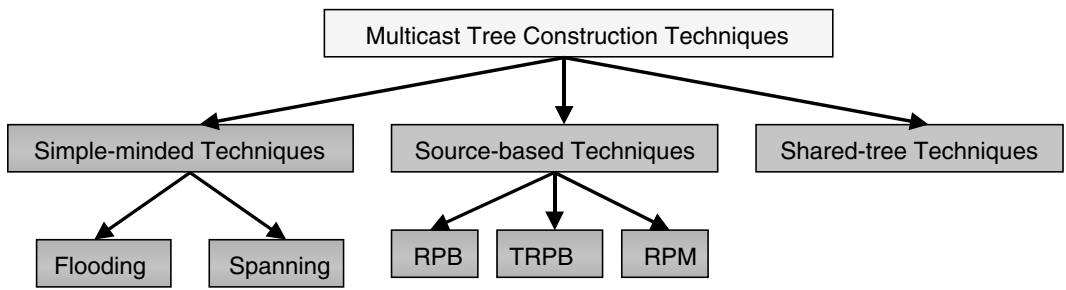 Multicast Tree Construction Techniques
Simple-minded Techniques
Source-based Techniques
Shared-tree Techniques
Flooding
Spanning
RPB
TRPB
RPM